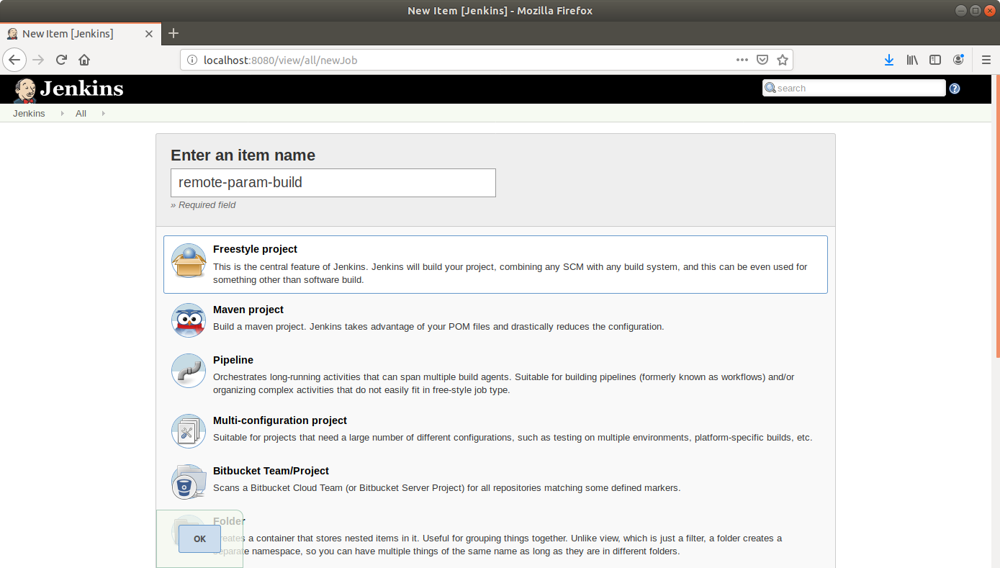 New Item [Jenkins] - Mozilla Firefox
New Item [Jenkins]
localhost:8080/view/all/newJob
Jenkins
search
Jenkins
All
Enter an item name
remote-param-build
» Required field
Freestyle project
This is the central feature of Jenkins. Jenkins will build your project, combining any SCM with any build system, and this can be even used for
something other than software build.
Maven project
Build a maven project. Jenkins takes advantage of your POM files and drastically reduces the configuration.
Pipeline
Orchestrates long-running activities that can span multiple build agents. Suitable for building pipelines (formerly known as workflows) and/or
organizing complex activities that do not easily fit in free-style job type.
Multi-configuration project
Suitable for projects that need a large number of different configurations, such as testing on multiple environments, platform-specific builds, etc.
Bitbucket Team/Project
Scans a Bitbucket Cloud Team (or Bitbucket Server Project) for all repositories matching some defined markers.
Folder
OK
a container that stores nested items in it. Useful for grouping things together. Unlike view, which is just a filter, a folder creates a
namespace, so you can have multiple things of the same name as long as they are in different folders.